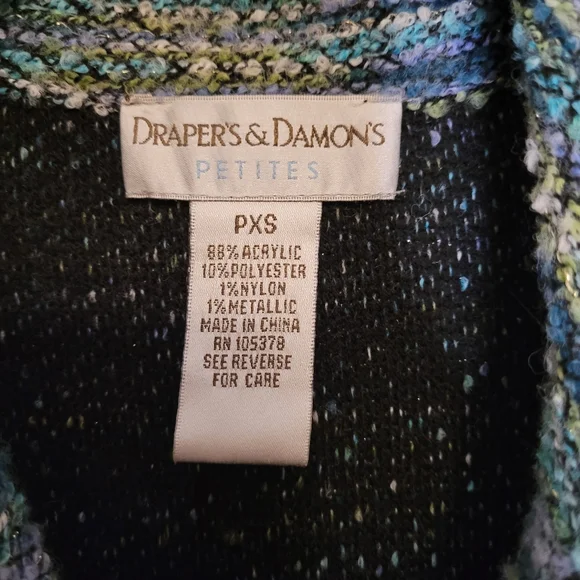 DRAPER'S & DAMON'S
PETITES
PXS
88% ACRYLIC
10% POLYESTER
1% NYLON
1% METALLIC
MADE IN CHINA
RN 105378
SEE REVERSE
FOR CARE